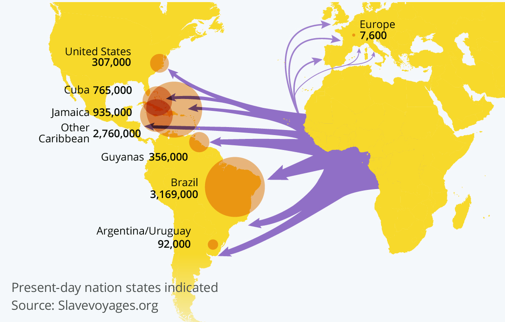 Europe
7,600
United States
307,000
Cuba 765,000
Jamaica 935,000
Other
Caribbean 2,760,000
Guyanas 356,000
Brazil
3,169,000
Argentina/Uruguay
92,000
Present-day nation states indicated
Source: Slavevoyages.org